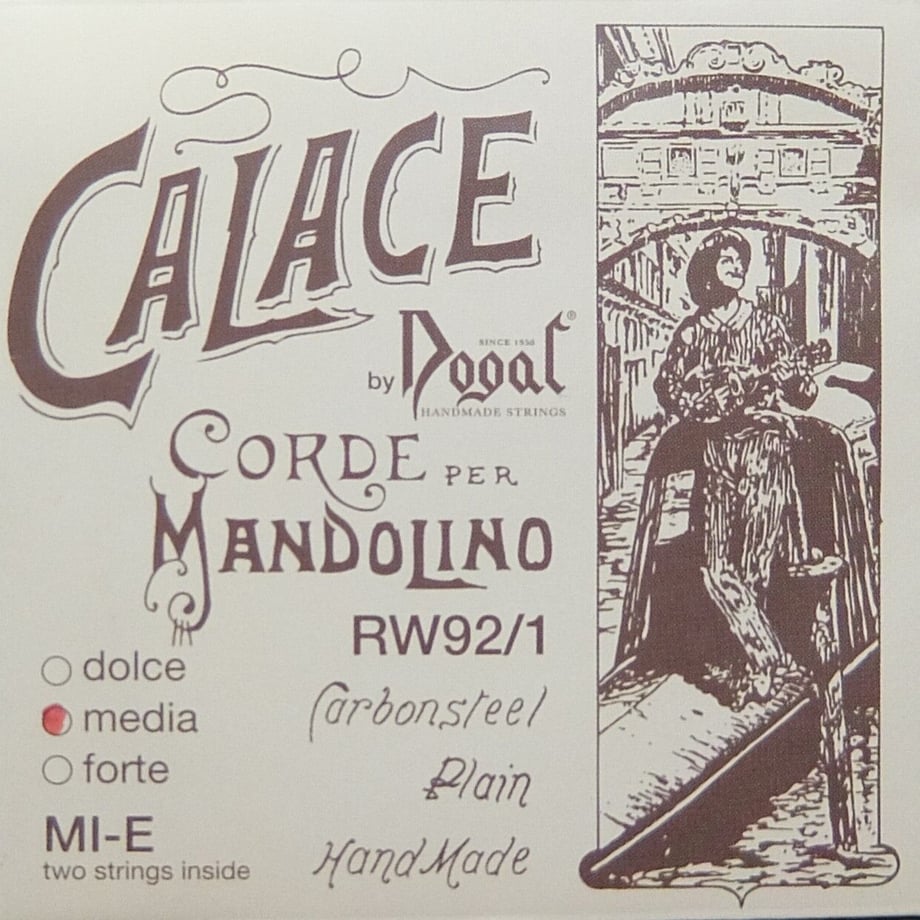 CALACE
by Dogal®
SINCE 1950
HANDMADE STRINGS
CORDE PER
MANDOLINO
RW92/1
dolce
media
forte
Carbonsteel
Plain
HandMade
MI-E
two strings inside